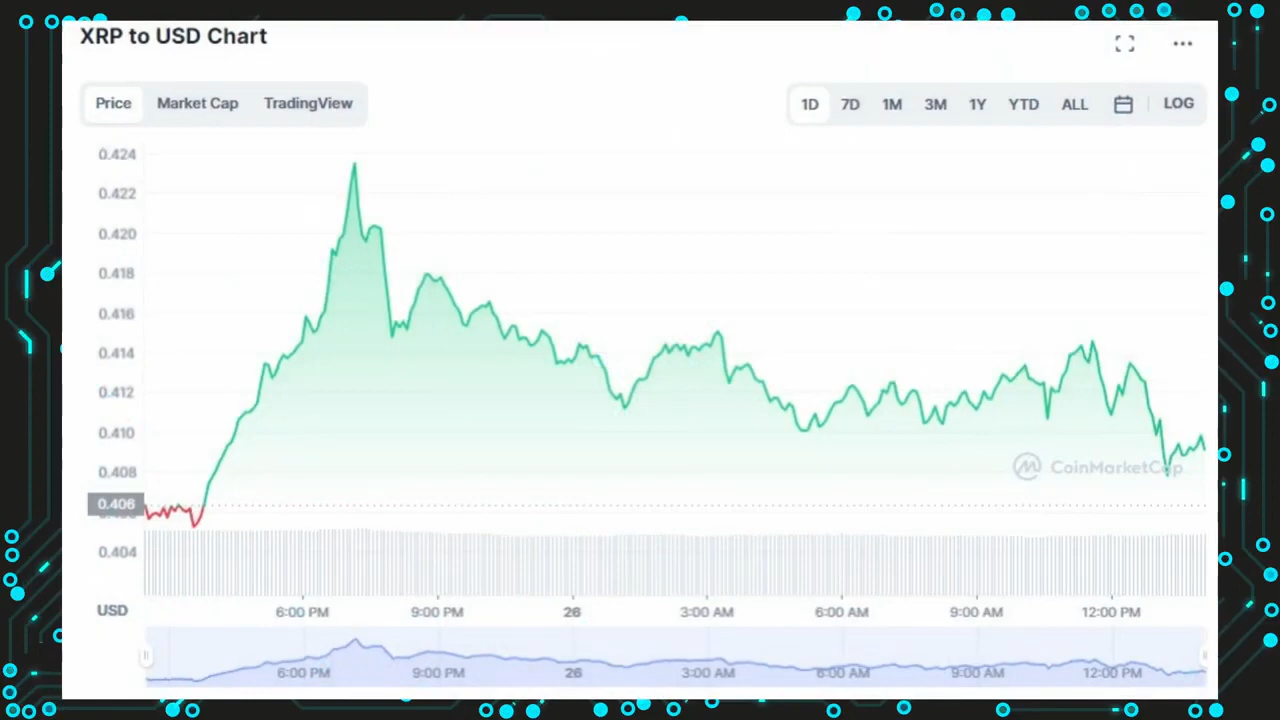 XRP to USD Chart
Price Market Cap TradingView
1D 7D 1M 3M 1Y YTD ALL LOG
0.424
0.422
0.420
0.418
0.416
0.414
0.412
0.410
0.408
0.406
0.404
CoinMarketCap
USD 6:00 PM 9:00 PM 26 3:00 AM 6:00 AM 9:00 AM 12:00 PM
6:00 PM 9:00 PM 26 3:00 AM 6:00 AM 9:00 AM 12:00 PM